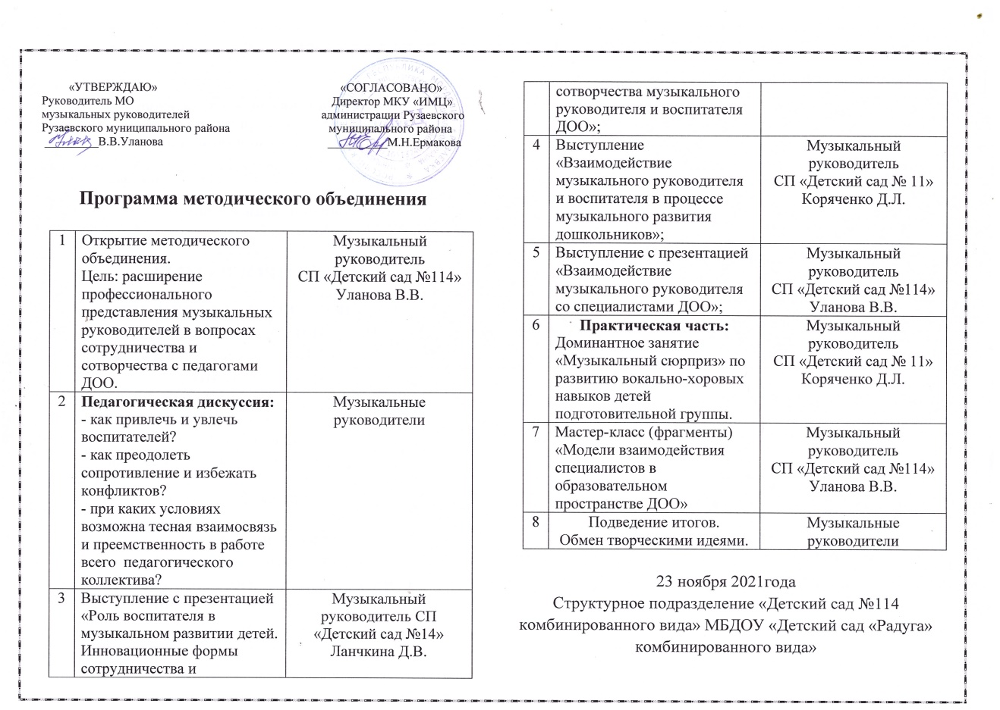 «УТВЕРЖДАЮ»
Руководитель МО
музыкальных руководителей
Рузаевского муниципального района
_________В.В.Уланова
«СОГЛАСОВАНО»
Директор МКУ «ИМЦ»
администрации Рузаевского
муниципального района
__________М.Н.Ермакова
Программа методического объединения
1
Открытие методического
объединения.
Цель: расширение
профессионального
представления музыкальных
руководителей в вопросах
сотрудничества и
сотворчества с педагогами
ДОО.
Музыкальный
руководитель
СП «Детский сад №114»
Уланова В.В.
2
Педагогическая дискуссия:
- как привлечь и увлечь
воспитателей?
- как преодолеть
сопротивление и избежать
конфликтов?
- при каких условиях
возможна тесная взаимосвязь
и преемственность в работе
всего педагогического
коллектива?
Музыкальные
руководители
3
Выступление с презентацией
«Роль воспитателя в
музыкальном развитии детей.
Инновационные формы
сотрудничества и
Музыкальный
руководитель СП
«Детский сад №14»
Ланчкина Д.В.
сотворчества музыкального
руководителя и воспитателя
ДОО»;
4
Выступление
«Взаимодействие
музыкального руководителя
и воспитателя в процессе
музыкального развития
дошкольников»;
Музыкальный
руководитель
СП «Детский сад № 11»
Коряченко Д.Л.
5
Выступление с презентацией
«Взаимодействие
музыкального руководителя
со специалистами ДОО»;
Музыкальный
руководитель
СП «Детский сад №114»
Уланова В.В.
6
Практическая часть:
Доминантное занятие
«Музыкальный сюрприз» по
развитию вокально-хоровых
навыков детей
подготовительной группы.
Музыкальный
руководитель
СП «Детский сад № 11»
Коряченко Д.Л.
7
Мастер-класс (фрагменты)
«Модели взаимодействия
специалистов в
образовательном
пространстве ДОО»
Музыкальный
руководитель
СП «Детский сад №114»
Уланова В.В.
8
Подведение итогов.
Обмен творческими идеями.
Музыкальные
руководители
23 ноября 2021года
Структурное подразделение «Детский сад №114
комбинированного вида» МБДОУ «Детский сад «Радуга»
комбинированного вида»